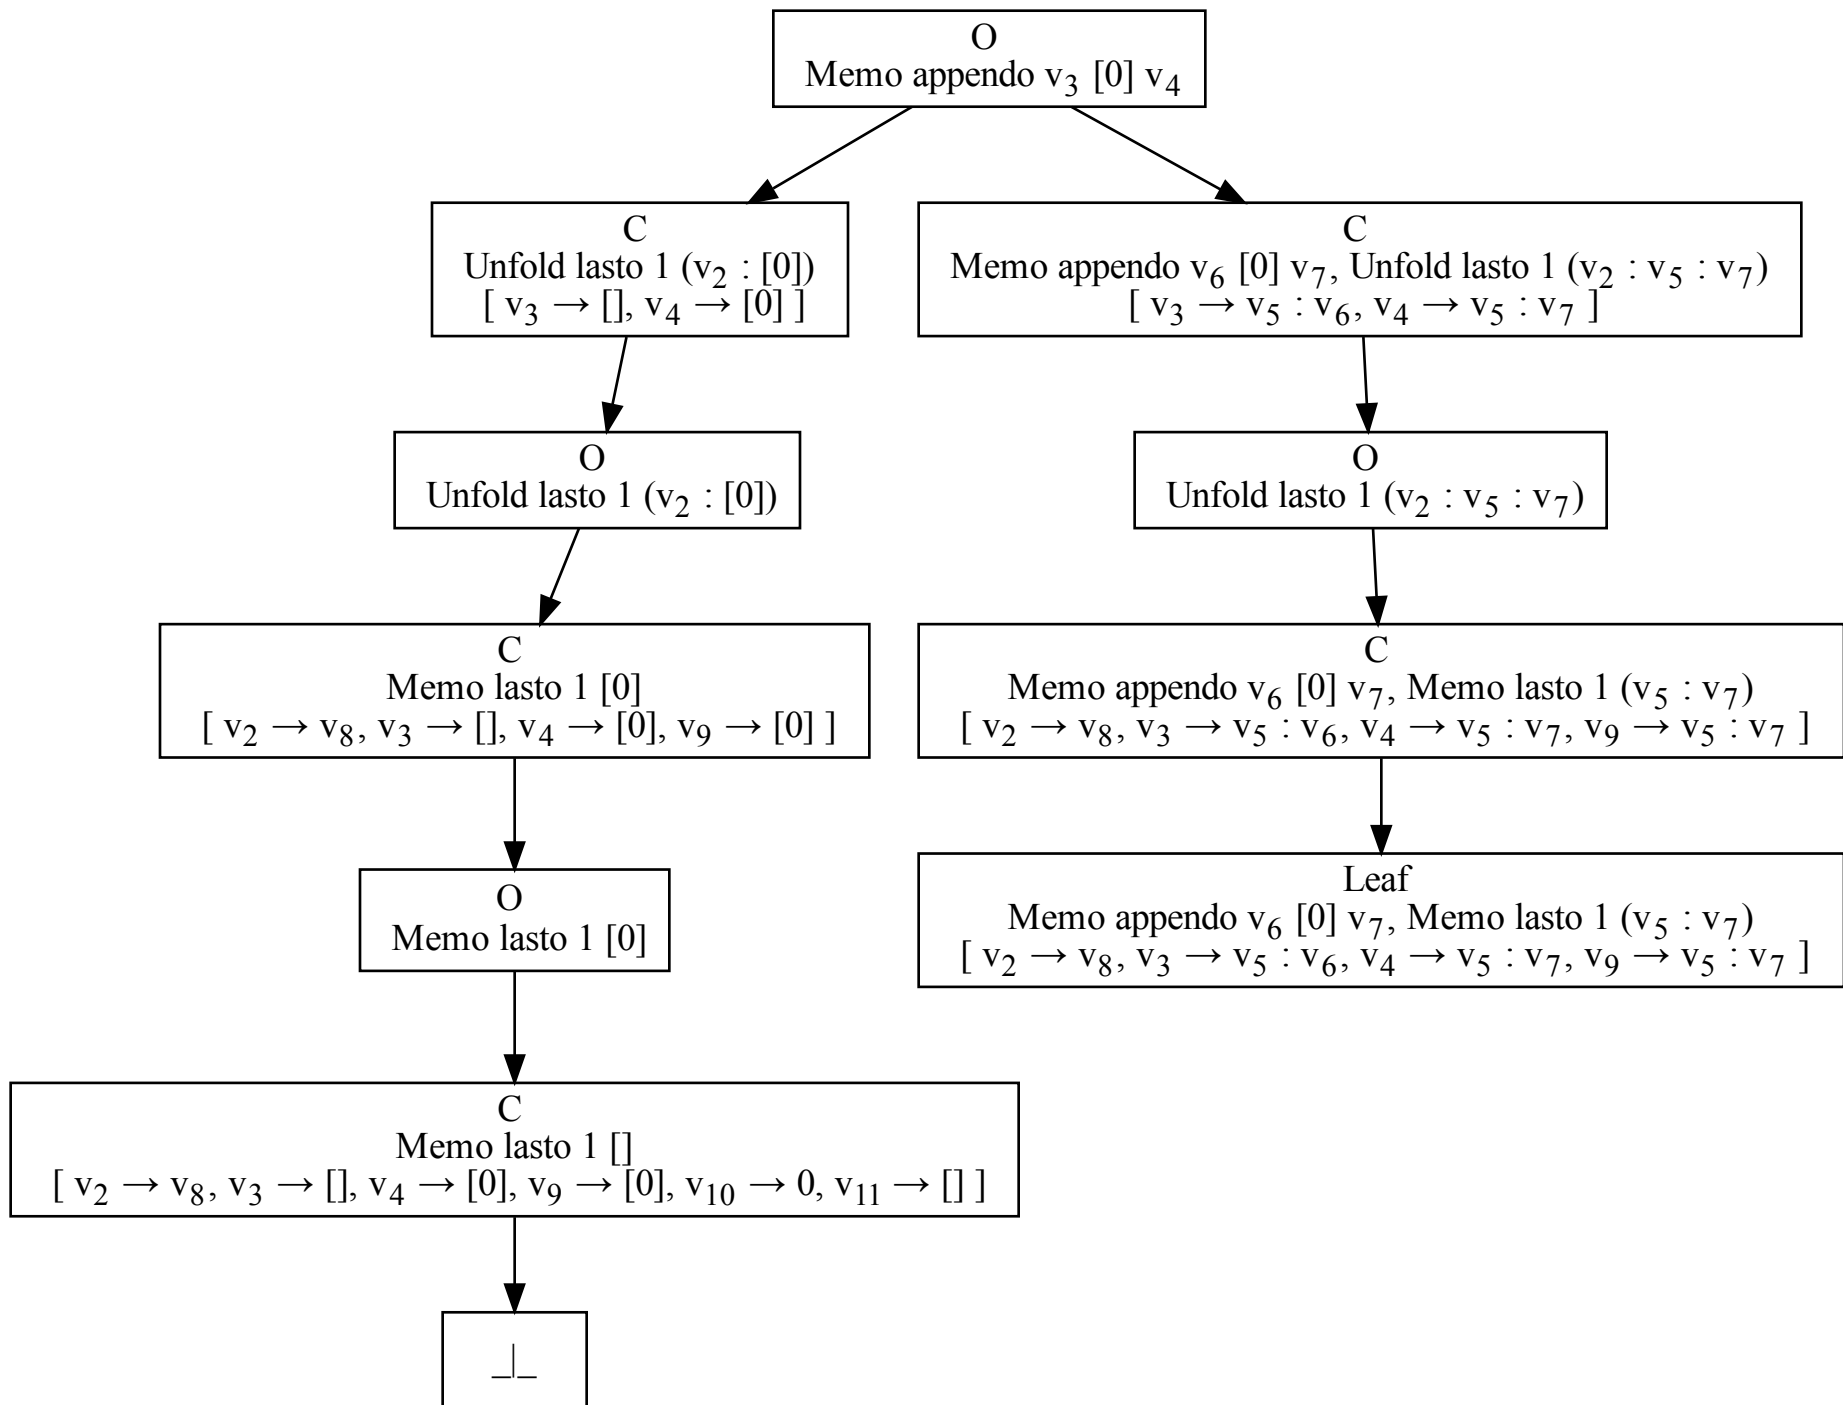 O
Memo appendo v₃ [0] v₄
C
Unfold lasto 1 (v₂ : [0])
[ v₃ → [], v₄ → [0] ]
C
Memo appendo v₆ [0] v₇, Unfold lasto 1 (v₂ : v₅ : v₇)
[ v₃ → v₅ : v₆, v₄ → v₅ : v₇ ]
O
Unfold lasto 1 (v₂ : [0])
O
Unfold lasto 1 (v₂ : v₅ : v₇)
C
Memo lasto 1 [0]
[ v₂ → v₈, v₃ → [], v₄ → [0], v₉ → [0] ]
C
Memo appendo v₆ [0] v₇, Memo lasto 1 (v₅ : v₇)
[ v₂ → v₈, v₃ → v₅ : v₆, v₄ → v₅ : v₇, v₉ → v₅ : v₇ ]
O
Memo lasto 1 [0]
Leaf
Memo appendo v₆ [0] v₇, Memo lasto 1 (v₅ : v₇)
[ v₂ → v₈, v₃ → v₅ : v₆, v₄ → v₅ : v₇, v₉ → v₅ : v₇ ]
C
Memo lasto 1 []
[ v₂ → v₈, v₃ → [], v₄ → [0], v₉ → [0], v₁₀ → 0, v₁₁ → [] ]
_|_